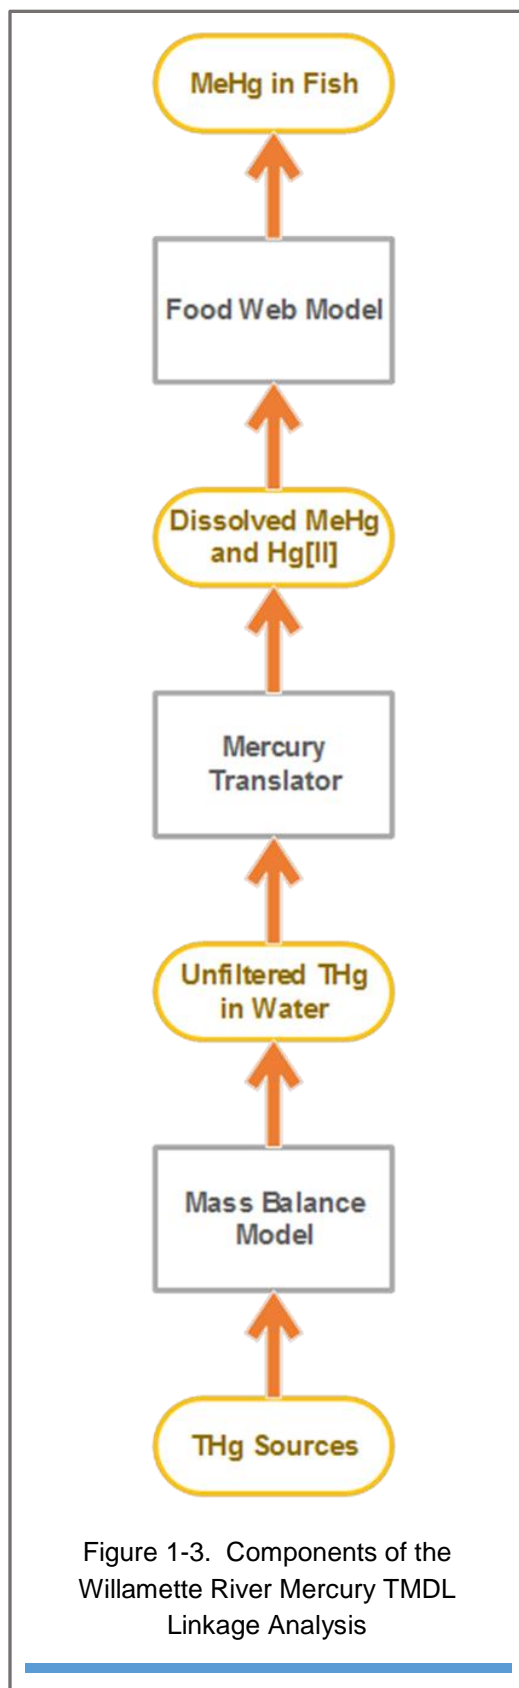 MeHg in Fish
Food Web Model
Dissolved MeHg
and Hg[II]
Mercury
Translator
Unfiltered THg
in Water
Mass Balance
Model
THg Sources
Figure 1-3.  Components of the
Willamette River Mercury TMDL
Linkage Analysis